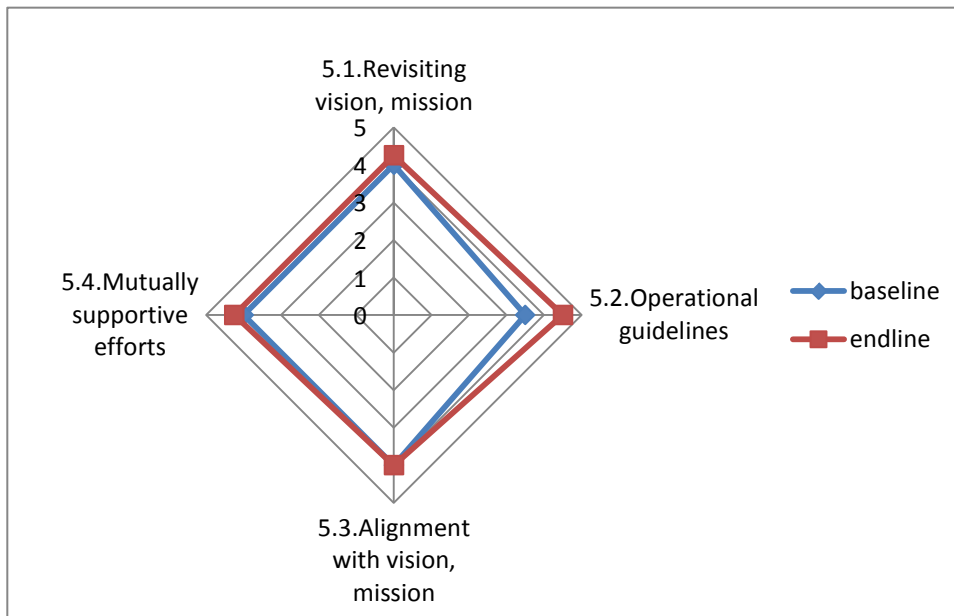 5.1.Revisiting
vision, mission
5
4
3
2
1
0
5.4.Mutually
supportive
efforts
5.2.Operational
guidelines
baseline
endline
5.3.Alignment
with vision,
mission